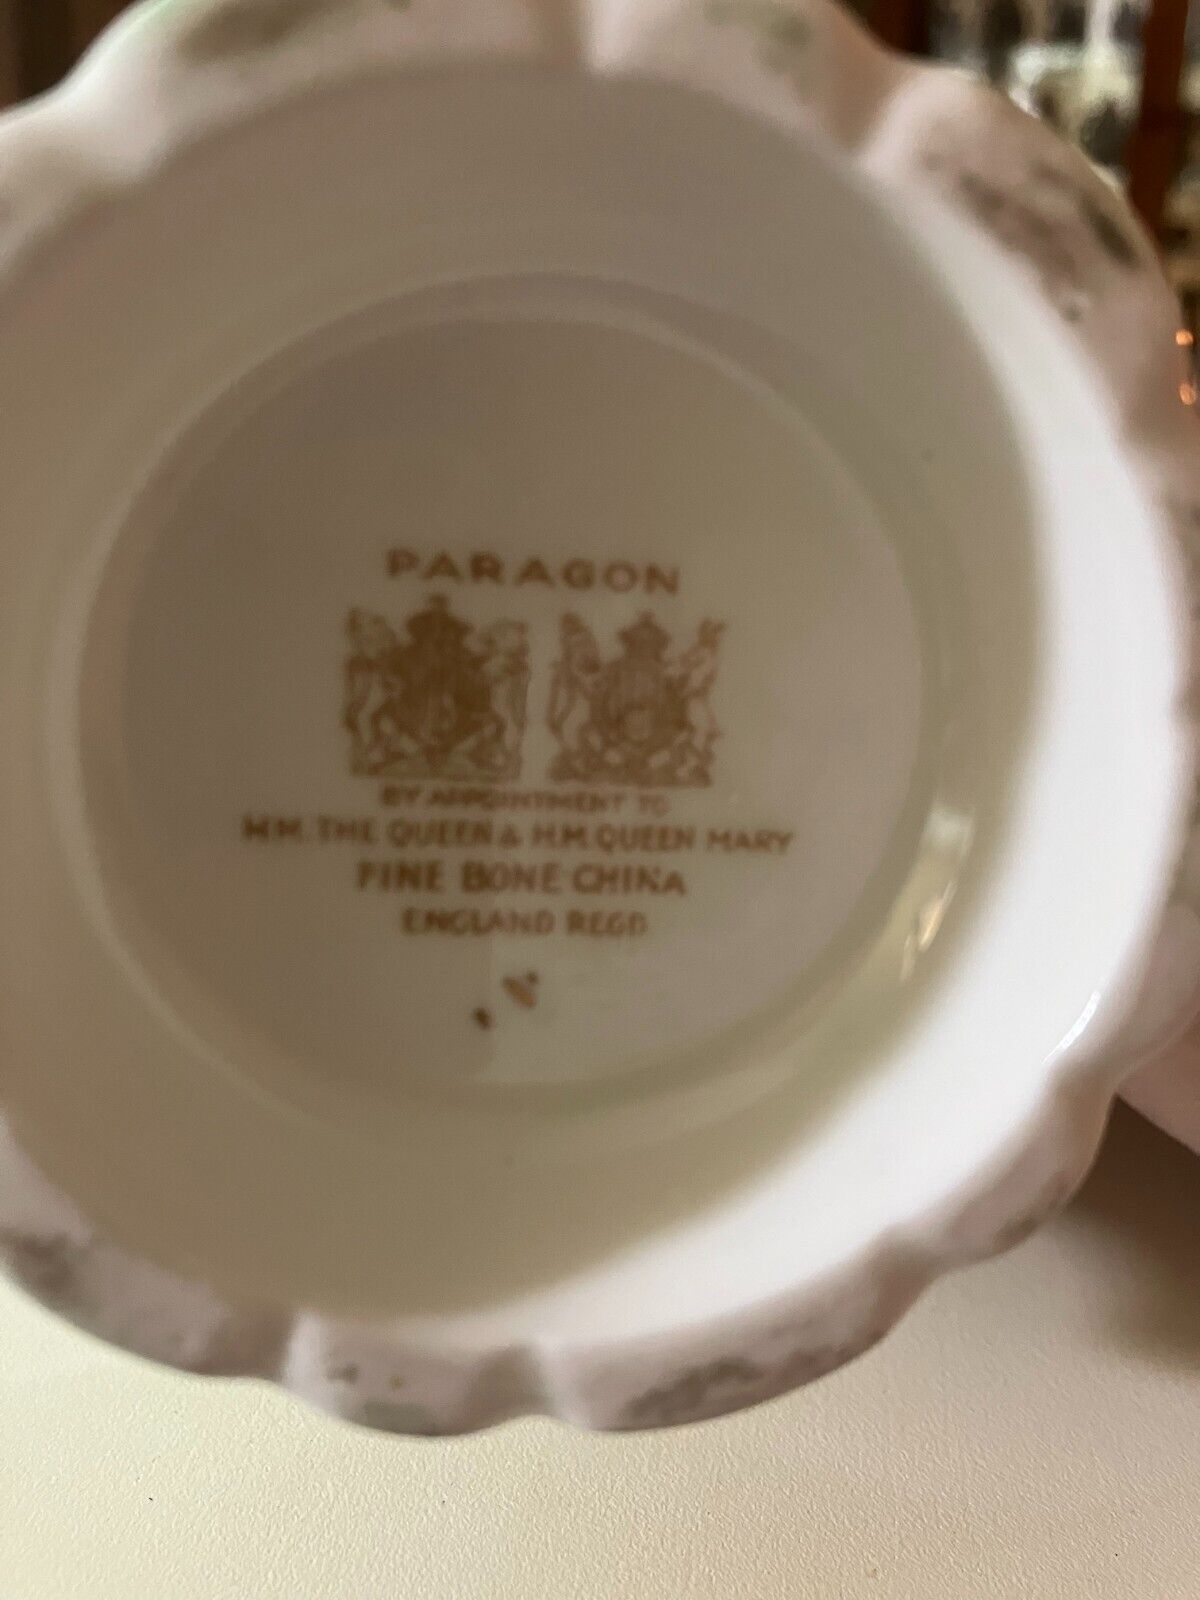 PARAGON
BY APPOINTMENT TO
H.M. THE QUEEN & H.M. QUEEN MARY
FINE BONE CHINA
ENGLAND REGD